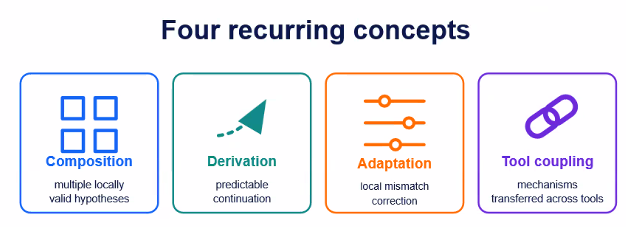 Four recurring concepts
Composition
multiple locally
valid hypotheses
Derivation
predictable
continuation
Adaptation
local mismatch
correction
Tool coupling
mechanisms
transferred across tools